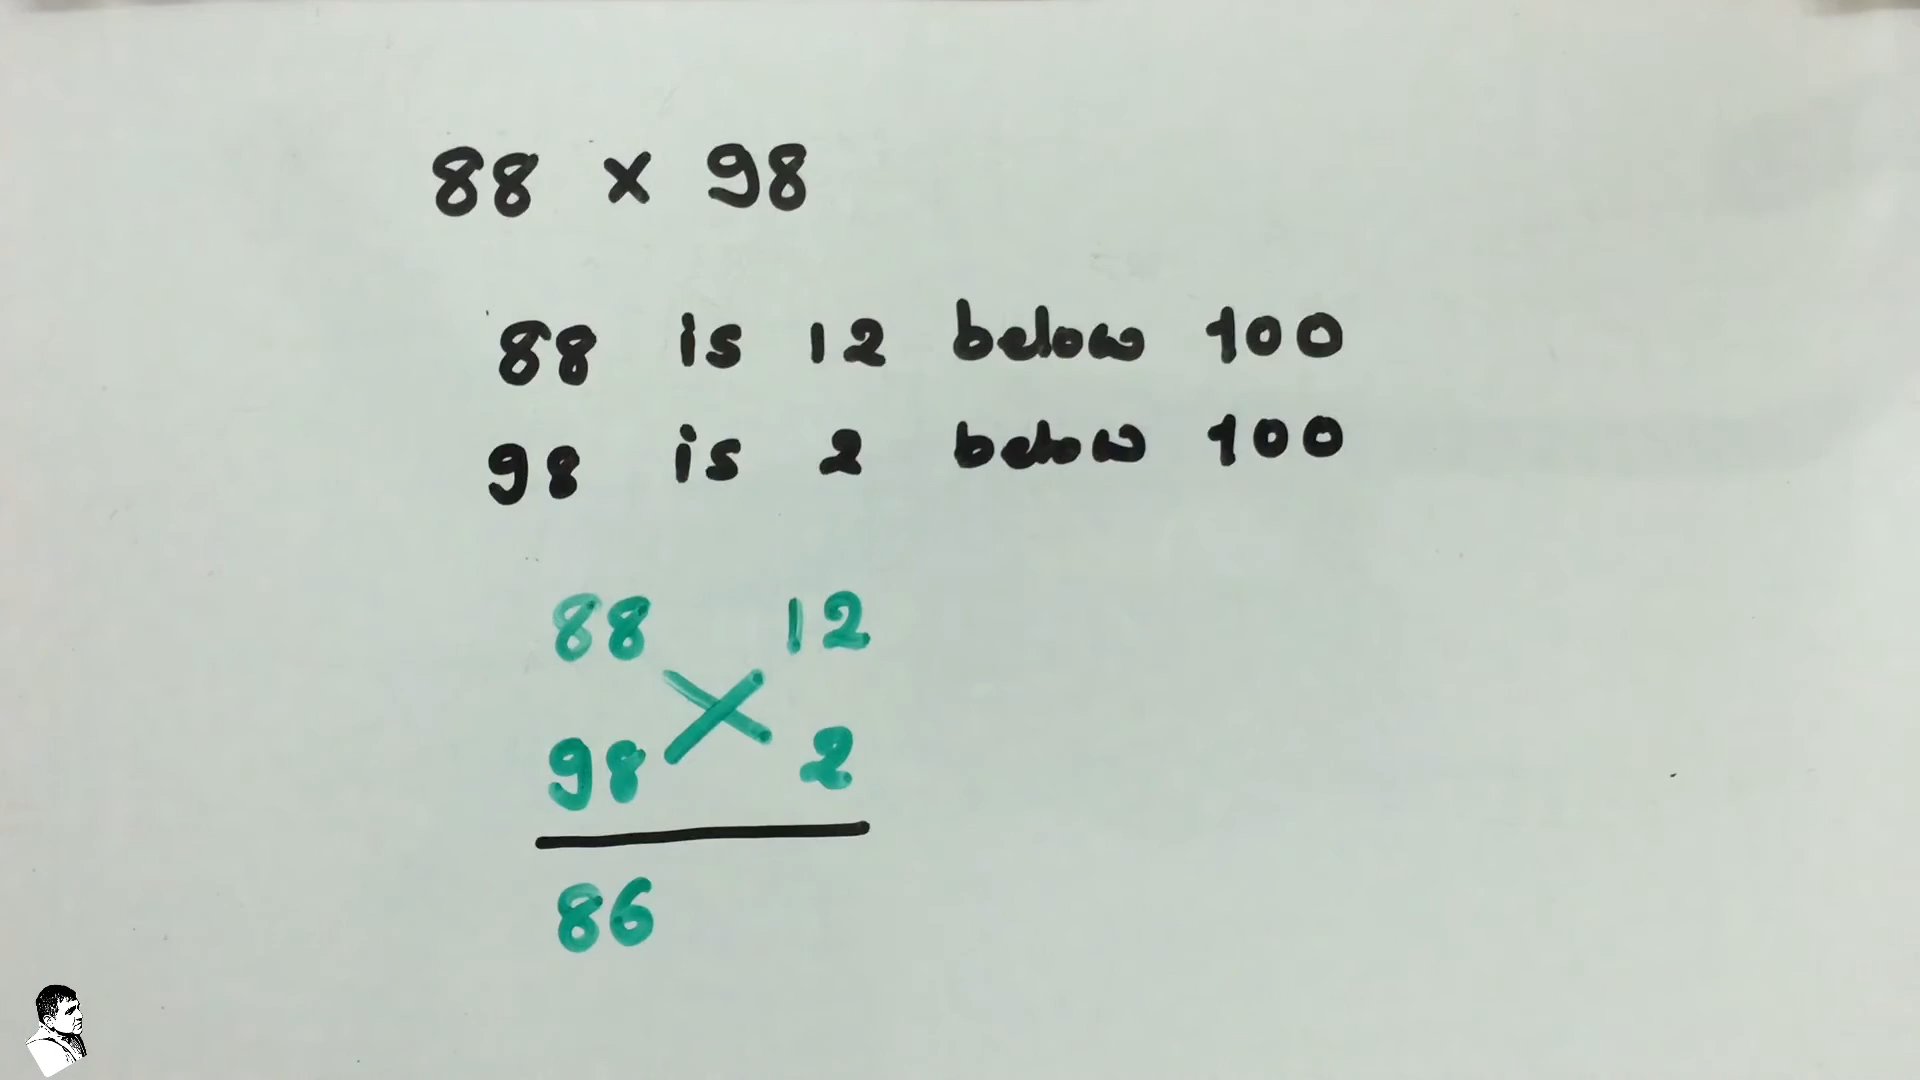 88 × 98
88 is 12 below 100
98 is 2 below 100
88 12
98 2
86